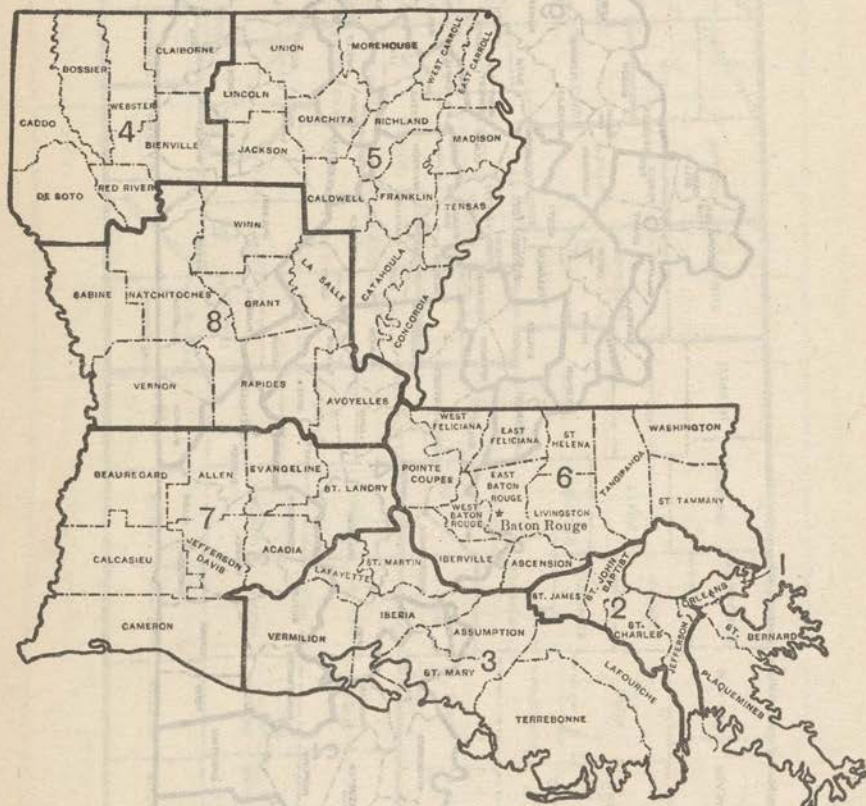 CLAIBORNE
UNION
MOREHOUSE
WEST CARROLL
EAST CARROLL
BOSSIER
WEBSTER
LINCOLN
OUACHITA
RICHLAND
MADISON
CADDO
4
BIENVILLE
JACKSON
5
DE SOTO
RED RIVER
CALDWELL
FRANKLIN
TENSAS
WINN
LA SALLE
CATAHOULA
CONCORDIA
SABINE
NATCHITOCHES
GRANT
8
VERNON
RAPIDES
AVOYELLES
WEST
FELICIANA
EAST
FELICIANA
ST
HELENA
WASHINGTON
TANGIPAHOA
BEAUREGARD
ALLEN
EVANGELINE
ST. LANDRY
POINTE
COUPEE
EAST
BATON
ROUGE
6
LIVINGSTON
ST. TAMMANY
7
WEST
BATON
ROUGE
Baton Rouge
CALCASIEU
JEFFERSON
DAVIS
ACADIA
LAFAYETTE
ST. MARTIN
IBERVILLE
ASCENSION
ST. JOHN
BAPTIST
ST. JAMES
2
ST.
CHARLES
JEFFERSON
ORLEANS
1
ST.
BERNARD
CAMERON
VERMILION
IBERIA
ASSUMPTION
ST. MARY
3
LAFOURCHE
PLAQUEMINES
TERREBONNE